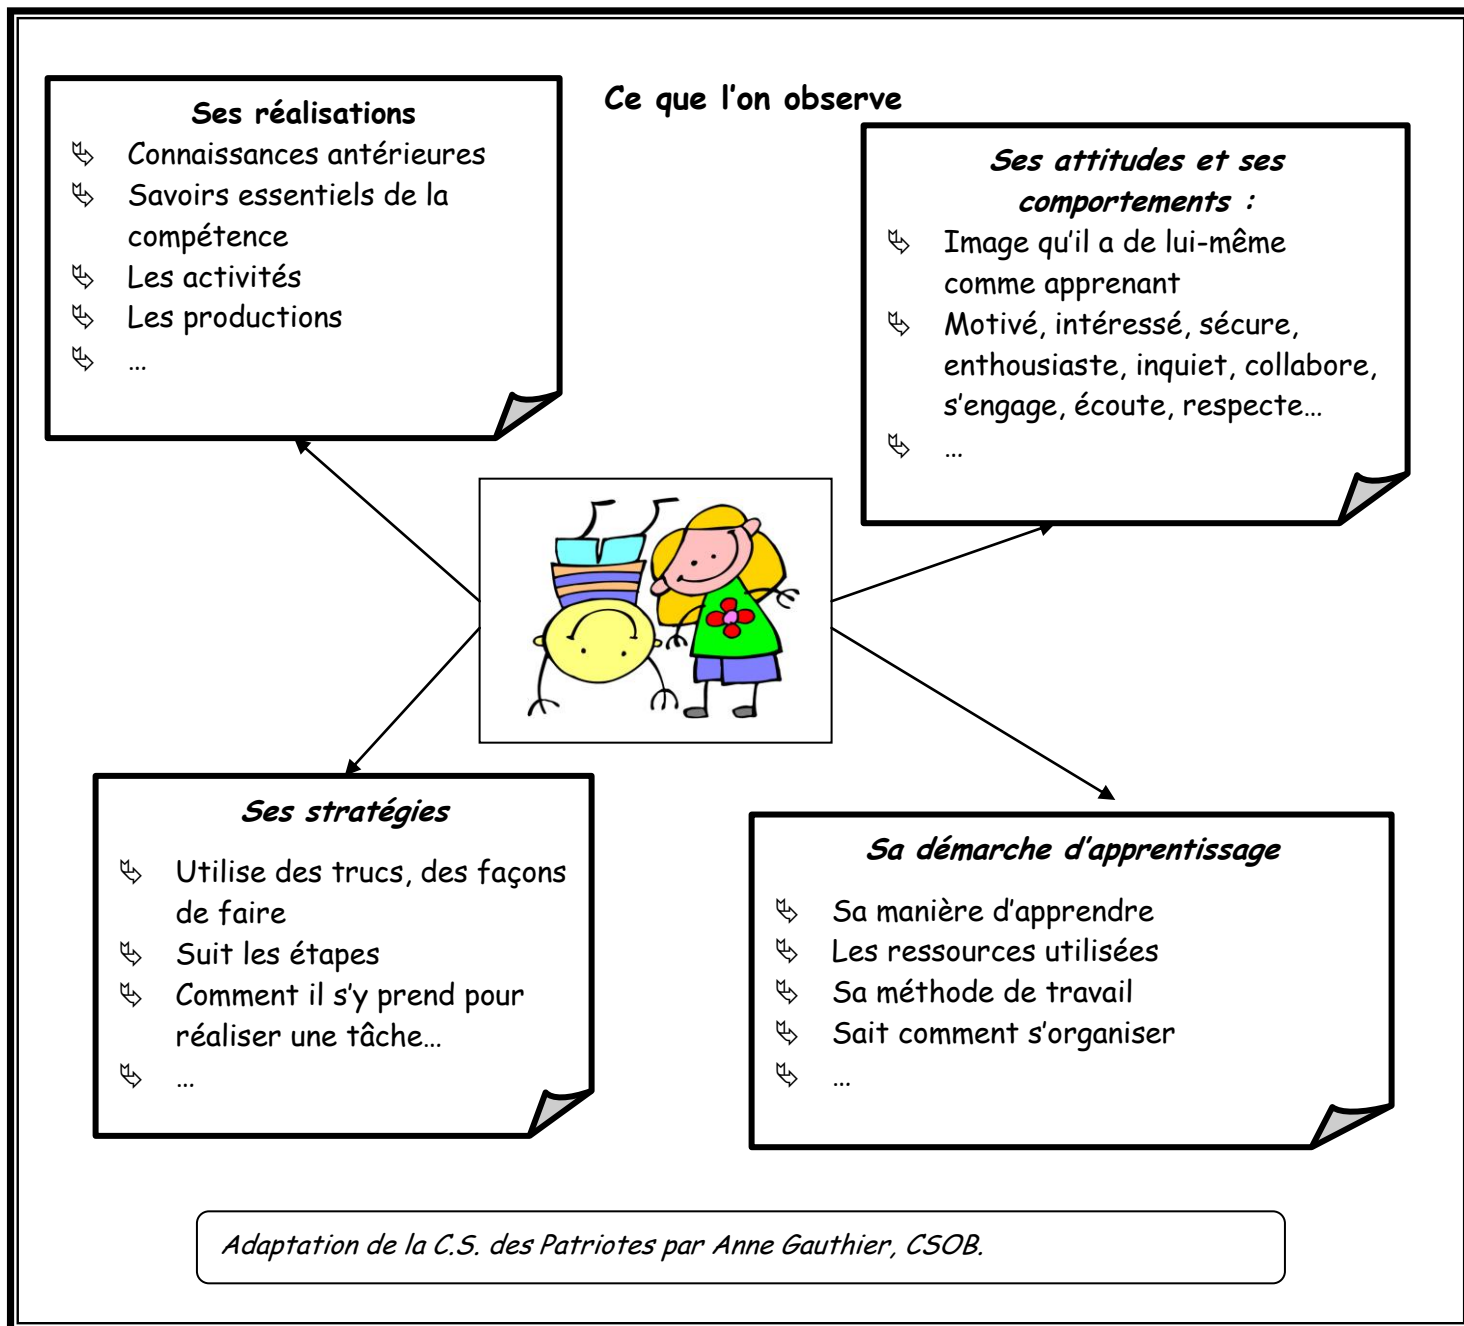 Ce que l'on observe
Ses réalisations
Connaissances antérieures
Savoirs essentiels de la
compétence
Les activités
Les productions
…
Ses attitudes et ses
comportements :
Image qu'il a de lui-même
comme apprenant
Motivé, intéressé, sécure,
enthousiaste, inquiet, collabore,
s'engage, écoute, respecte…
…
Ses stratégies
Utilise des trucs, des façons
de faire
Suit les étapes
Comment il s'y prend pour
réaliser une tâche…
…
Sa démarche d'apprentissage
Sa manière d'apprendre
Les ressources utilisées
Sa méthode de travail
Sait comment s'organiser
…
Adaptation de la C.S. des Patriotes par Anne Gauthier, CSOB.